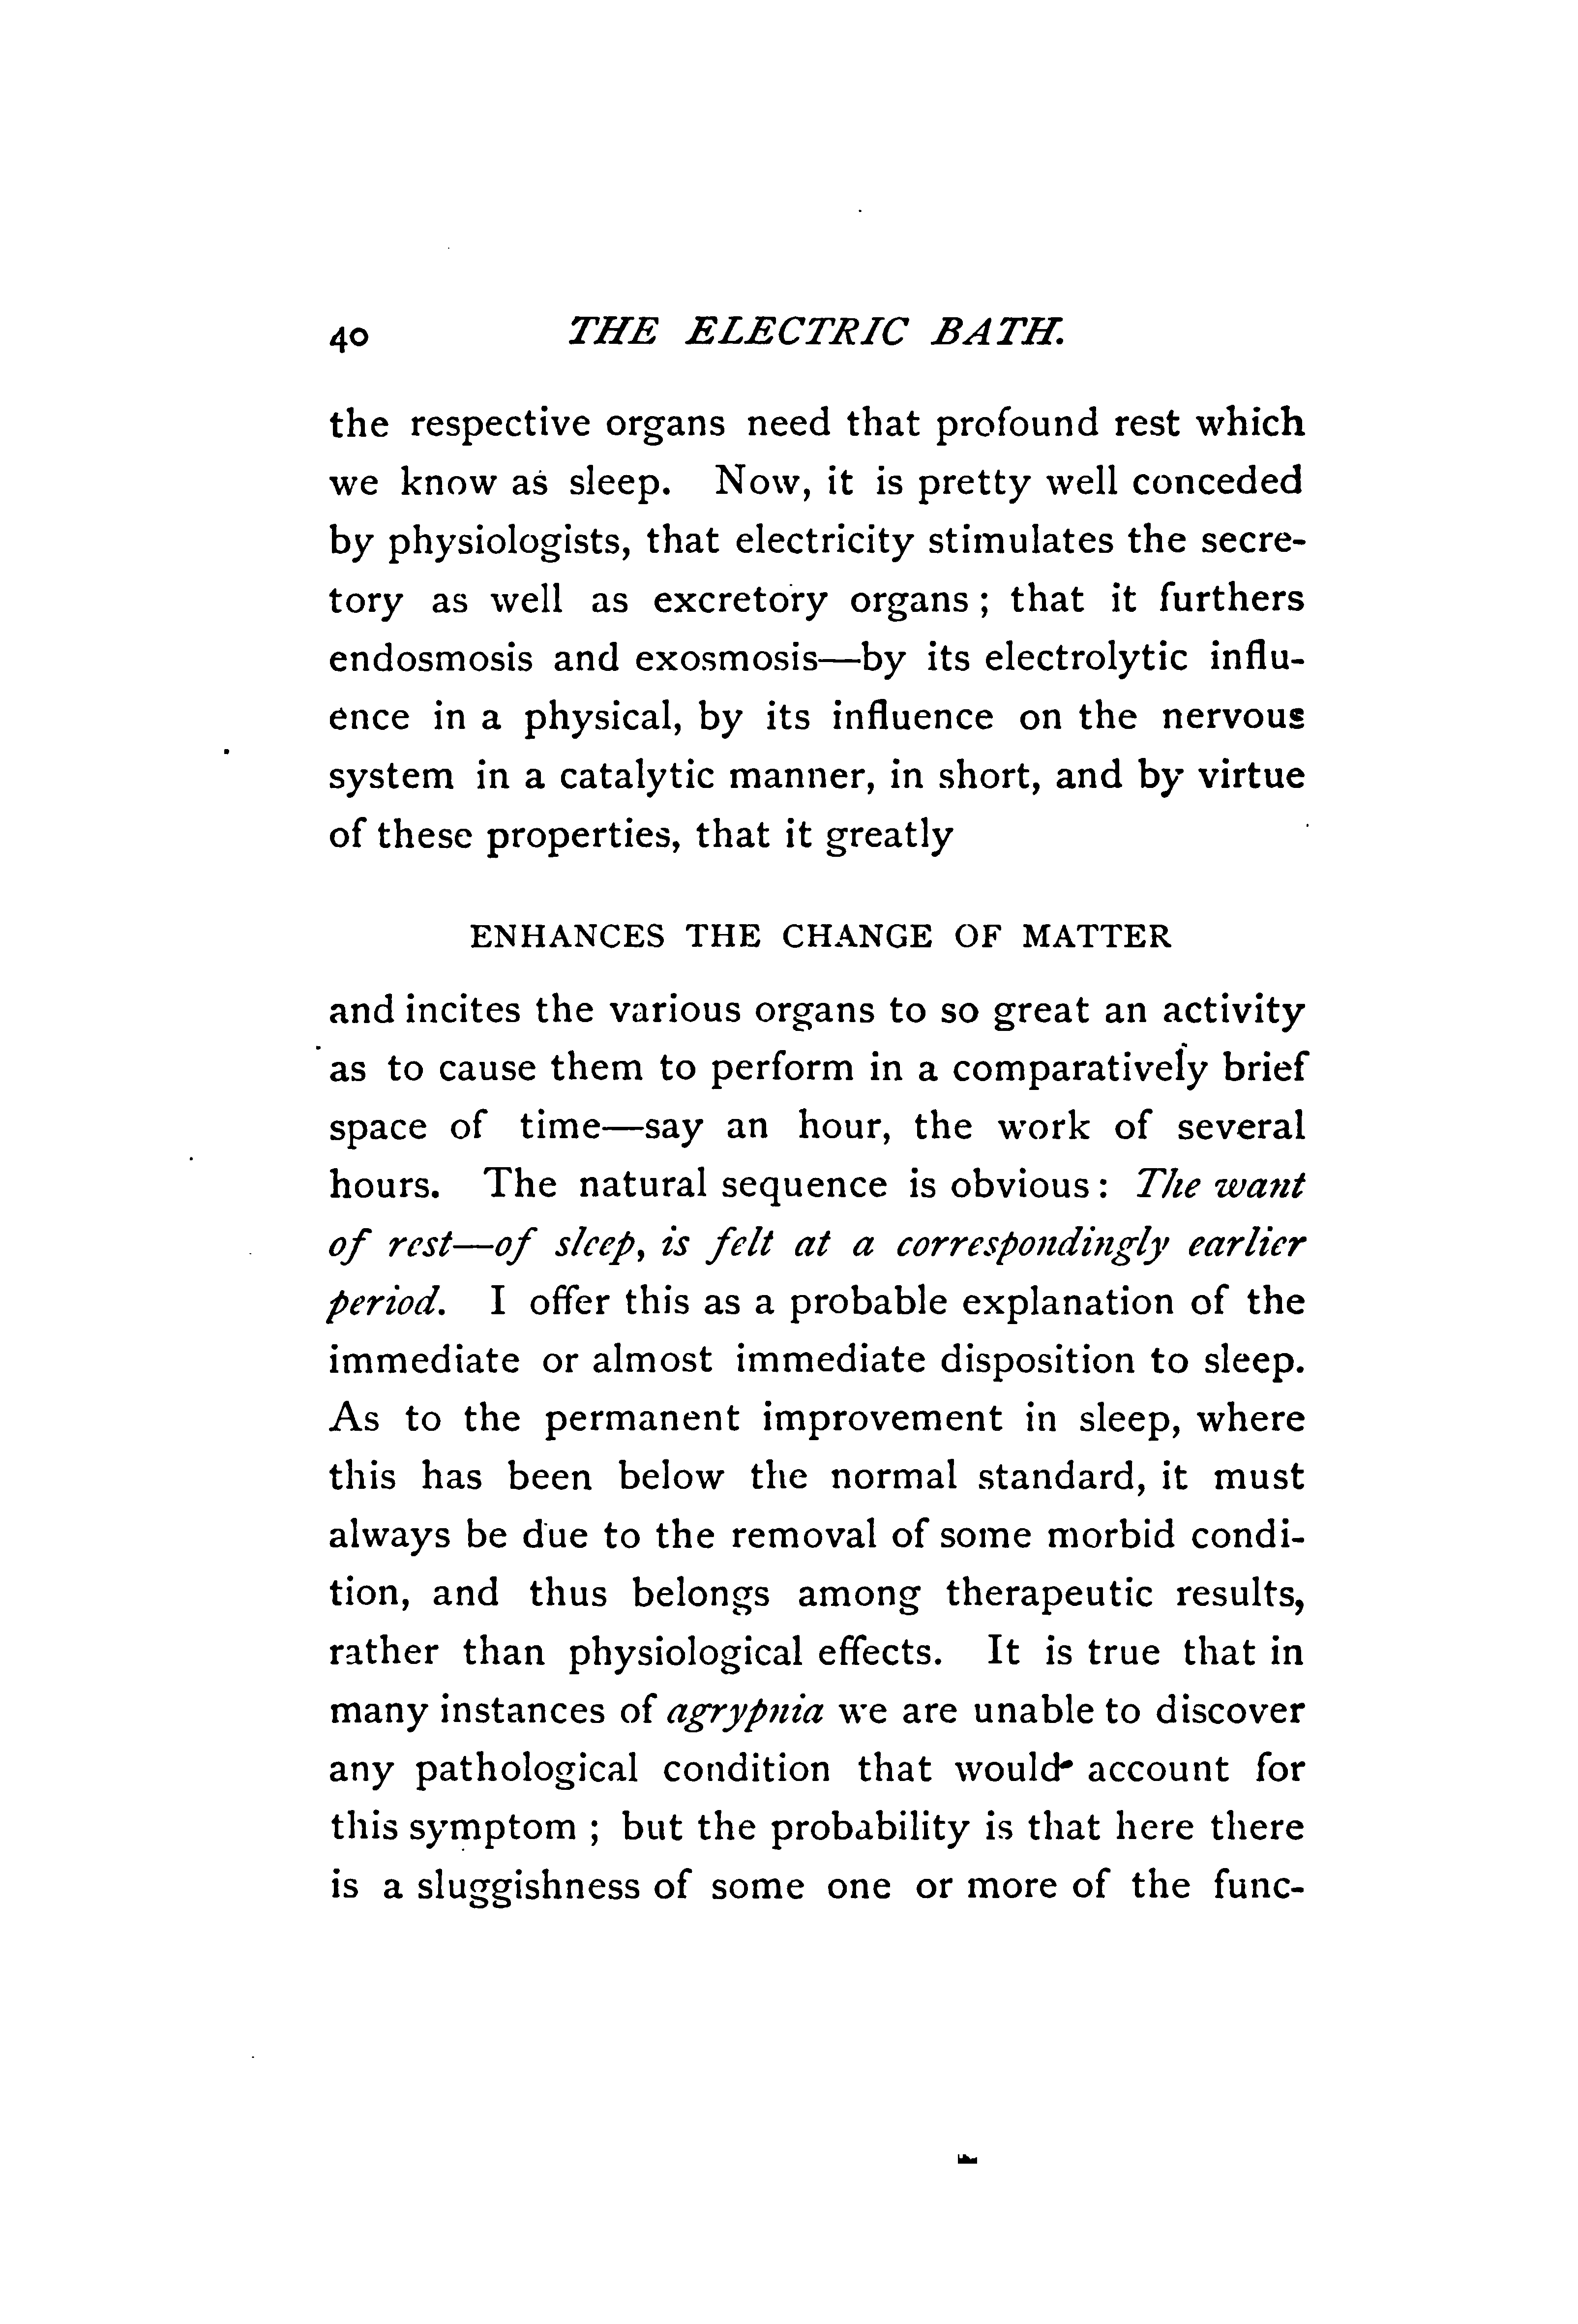 40 THE ELECTRIC BATH.
the respective organs need that profound rest which
we know as sleep. Now, it is pretty well conceded
by physiologists, that electricity stimulates the secre-
tory as well as excretory organs ; that it furthers
endosmosis and exosmosis—by its electrolytic influ-
ence in a physical, by its influence on the nervous
system in a catalytic manner, in short, and by virtue
of these properties, that it greatly
ENHANCES THE CHANGE OF MATTER
and incites the various organs to so great an activity
as to cause them to perform in a comparatively brief
space of time—say an hour, the work of several
hours. The natural sequence is obvious : The want
of rest—of sleep, is felt at a correspondingly earlier
period. I offer this as a probable explanation of the
immediate or almost immediate disposition to sleep.
As to the permanent improvement in sleep, where
this has been below the normal standard, it must
always be due to the removal of some morbid condi-
tion, and thus belongs among therapeutic results,
rather than physiological effects. It is true that in
many instances of agrypnia we are unable to discover
any pathological condition that would account for
this symptom ; but the probability is that here there
is a sluggishness of some one or more of the func-